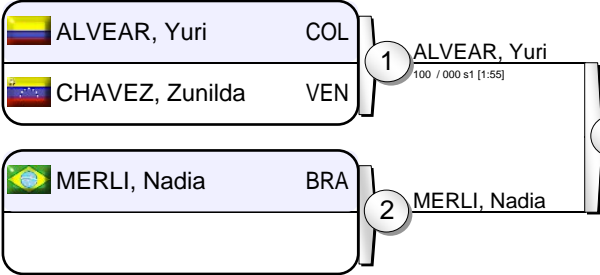 ALVEAR, Yuri COL
CHAVEZ, Zunilda VEN
1 ALVEAR, Yuri
100 / 000 s1 [1:55]
MERLI, Nadia BRA
2 MERLI, Nadia